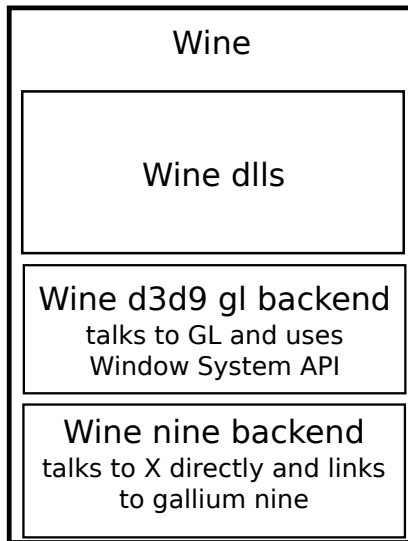 Wine
Wine dlls
Wine d3d9 gl backend
talks to GL and uses
Window System API
Wine nine backend
talks to X directly and links
to gallium nine